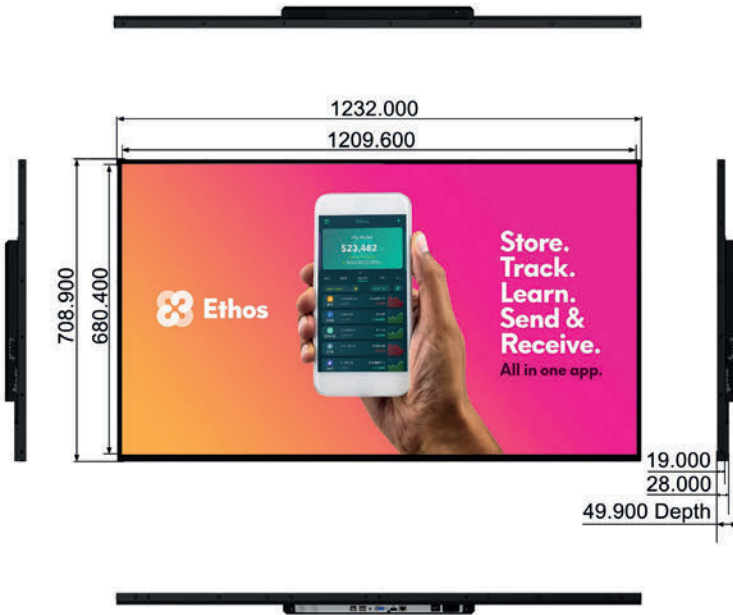 1232.000
1209.600
708.900
680.400
$23,462
Ethos
Store.
Track.
Learn.
Send &
Receive.
All in one app.
19.000
28.000
49.900 Depth